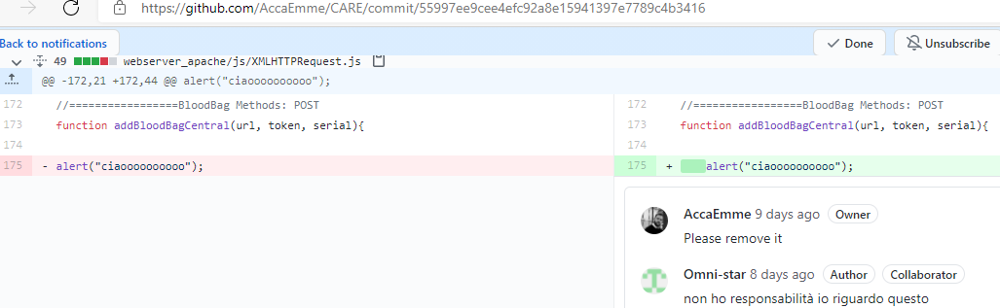 https://github.com/AccaEmme/CARE/commit/55997ee9cee4efc92a8e15941397e7789c4b3416
Back to notifications
Done
Unsubscribe
49 webserver_apache/js/XMLHTTPRequest.js
@@ -172,21 +172,44 @@ alert("ciaoooooooooo");
172 //=================BloodBag Methods: POST
172 //=================BloodBag Methods: POST
173 function addBloodBagCentral(url, token, serial){
173 function addBloodBagCentral(url, token, serial){
174
174
175 - alert("ciaoooooooooo");
175 + alert("ciaoooooooooo");
AccaEmme 9 days ago Owner
Please remove it
Omni-star 8 days ago Author Collaborator
non ho responsabilità io riguardo questo